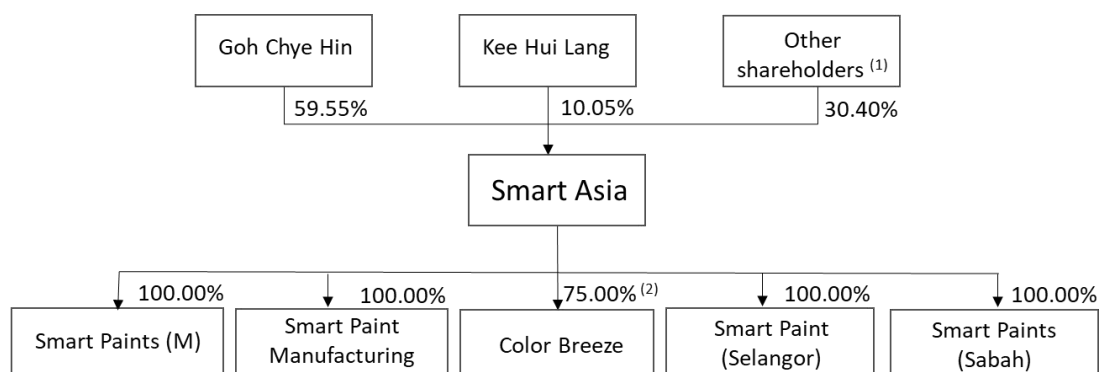 Goh Chye Hin
Kee Hui Lang
Other
shareholders (1)
59.55%
10.05%
30.40%
Smart Asia
100.00%
100.00%
75.00% (2)
100.00%
100.00%
Smart Paints (M)
Smart Paint
Manufacturing
Color Breeze
Smart Paint
(Selangor)
Smart Paints
(Sabah)